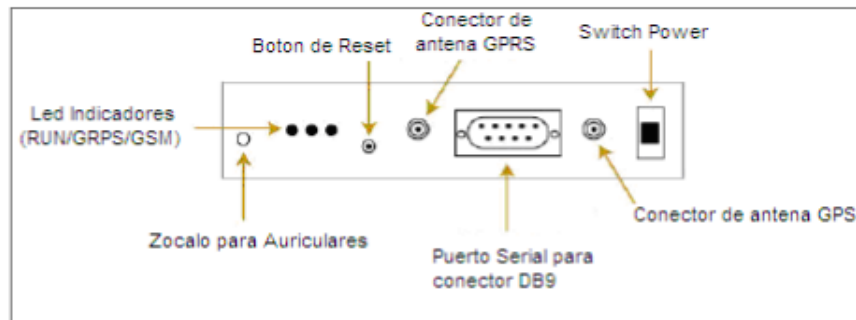 Conector de
antena GPRS
Boton de Reset
Switch Power
Led Indicadores
(RUN/GRPS/GSM)
Zocalo para Auriculares
Puerto Serial para
conector DB9
Conector de antena GPS